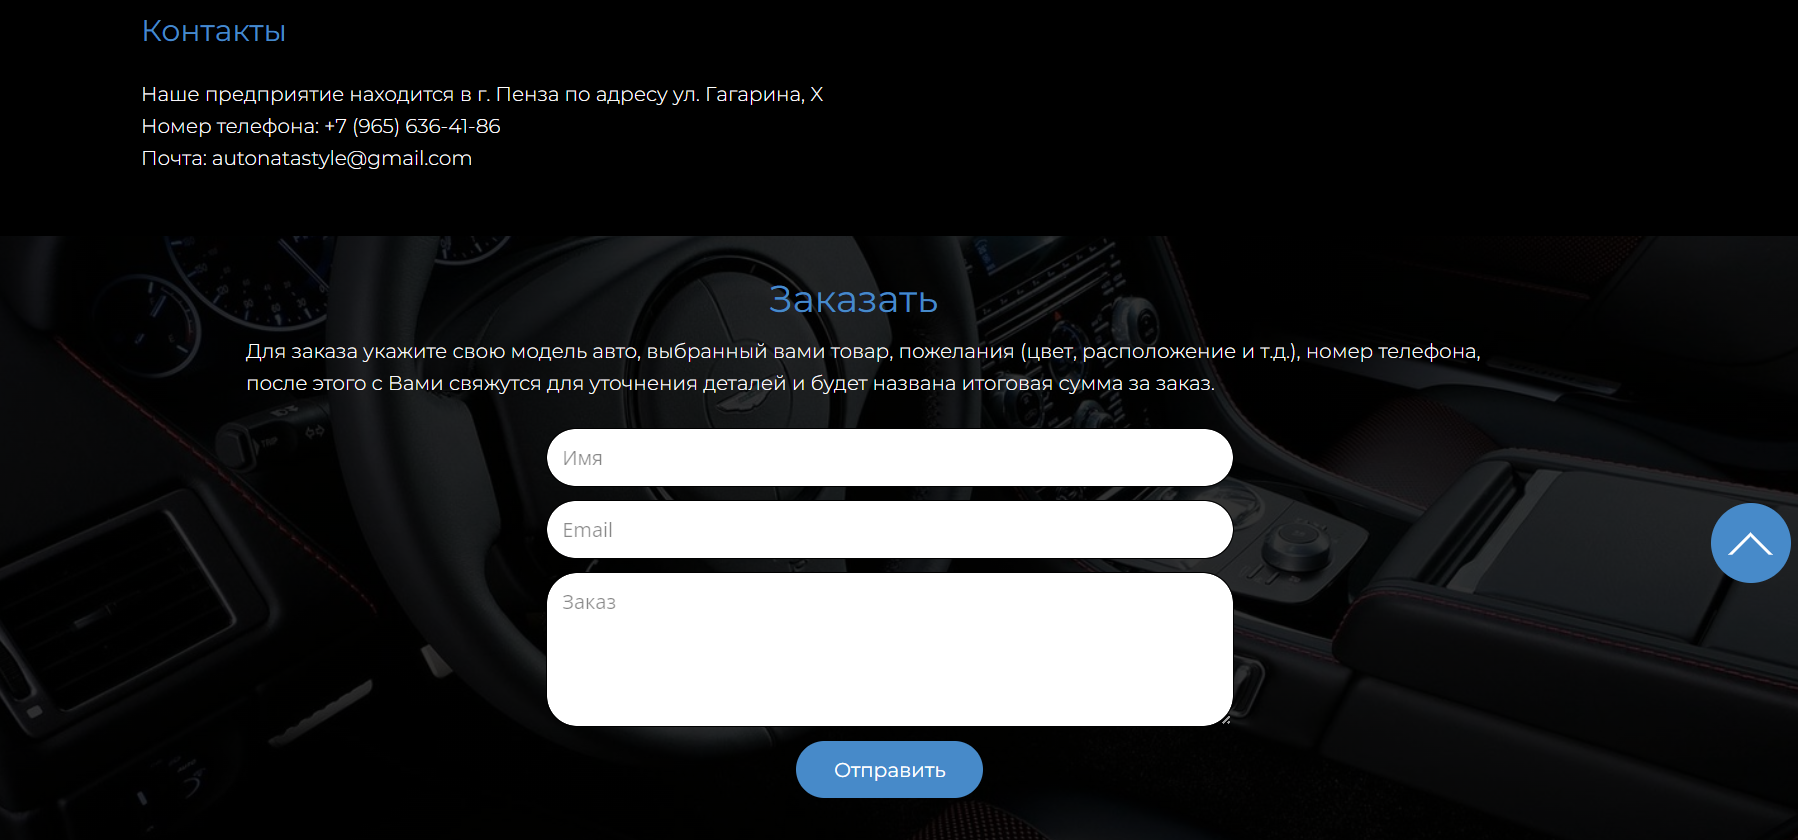 Контакты
Наше предприятие находится в г. Пенза по адресу ул. Гагарина, X
Номер телефона: +7 (965) 636-41-86
Почта: autonatastyle@gmail.com
Заказать
Для заказа укажите свою модель авто, выбранный вами товар, пожелания (цвет, расположение и т.д.), номер телефона,
после этого с Вами свяжутся для уточнения деталей и будет названа итоговая сумма за заказ.
Имя
Email
Заказ
Отправить